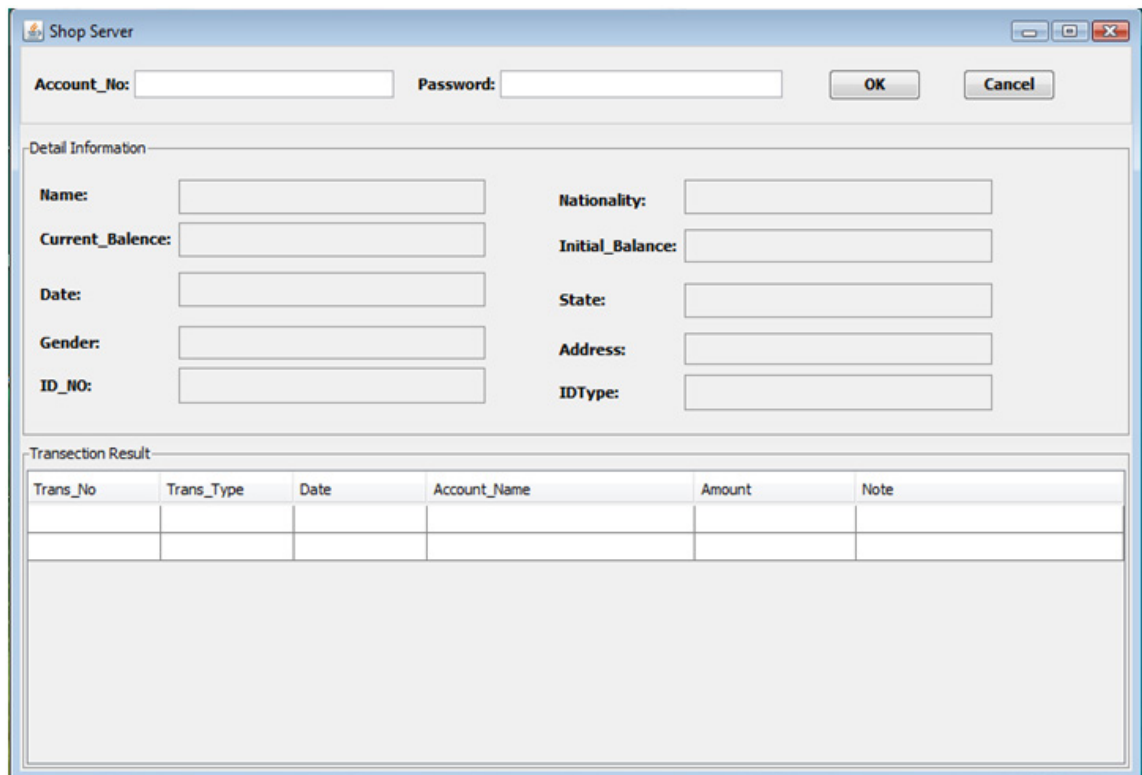 Shop Server
Account_No: Password: OK Cancel
Detail Information
Name: Nationality:
Current_Balence: Initial_Balance:
Date: State:
Gender: Address:
ID_NO: IDType:
Transection Result
Trans_No Trans_Type Date Account_Name Amount Note